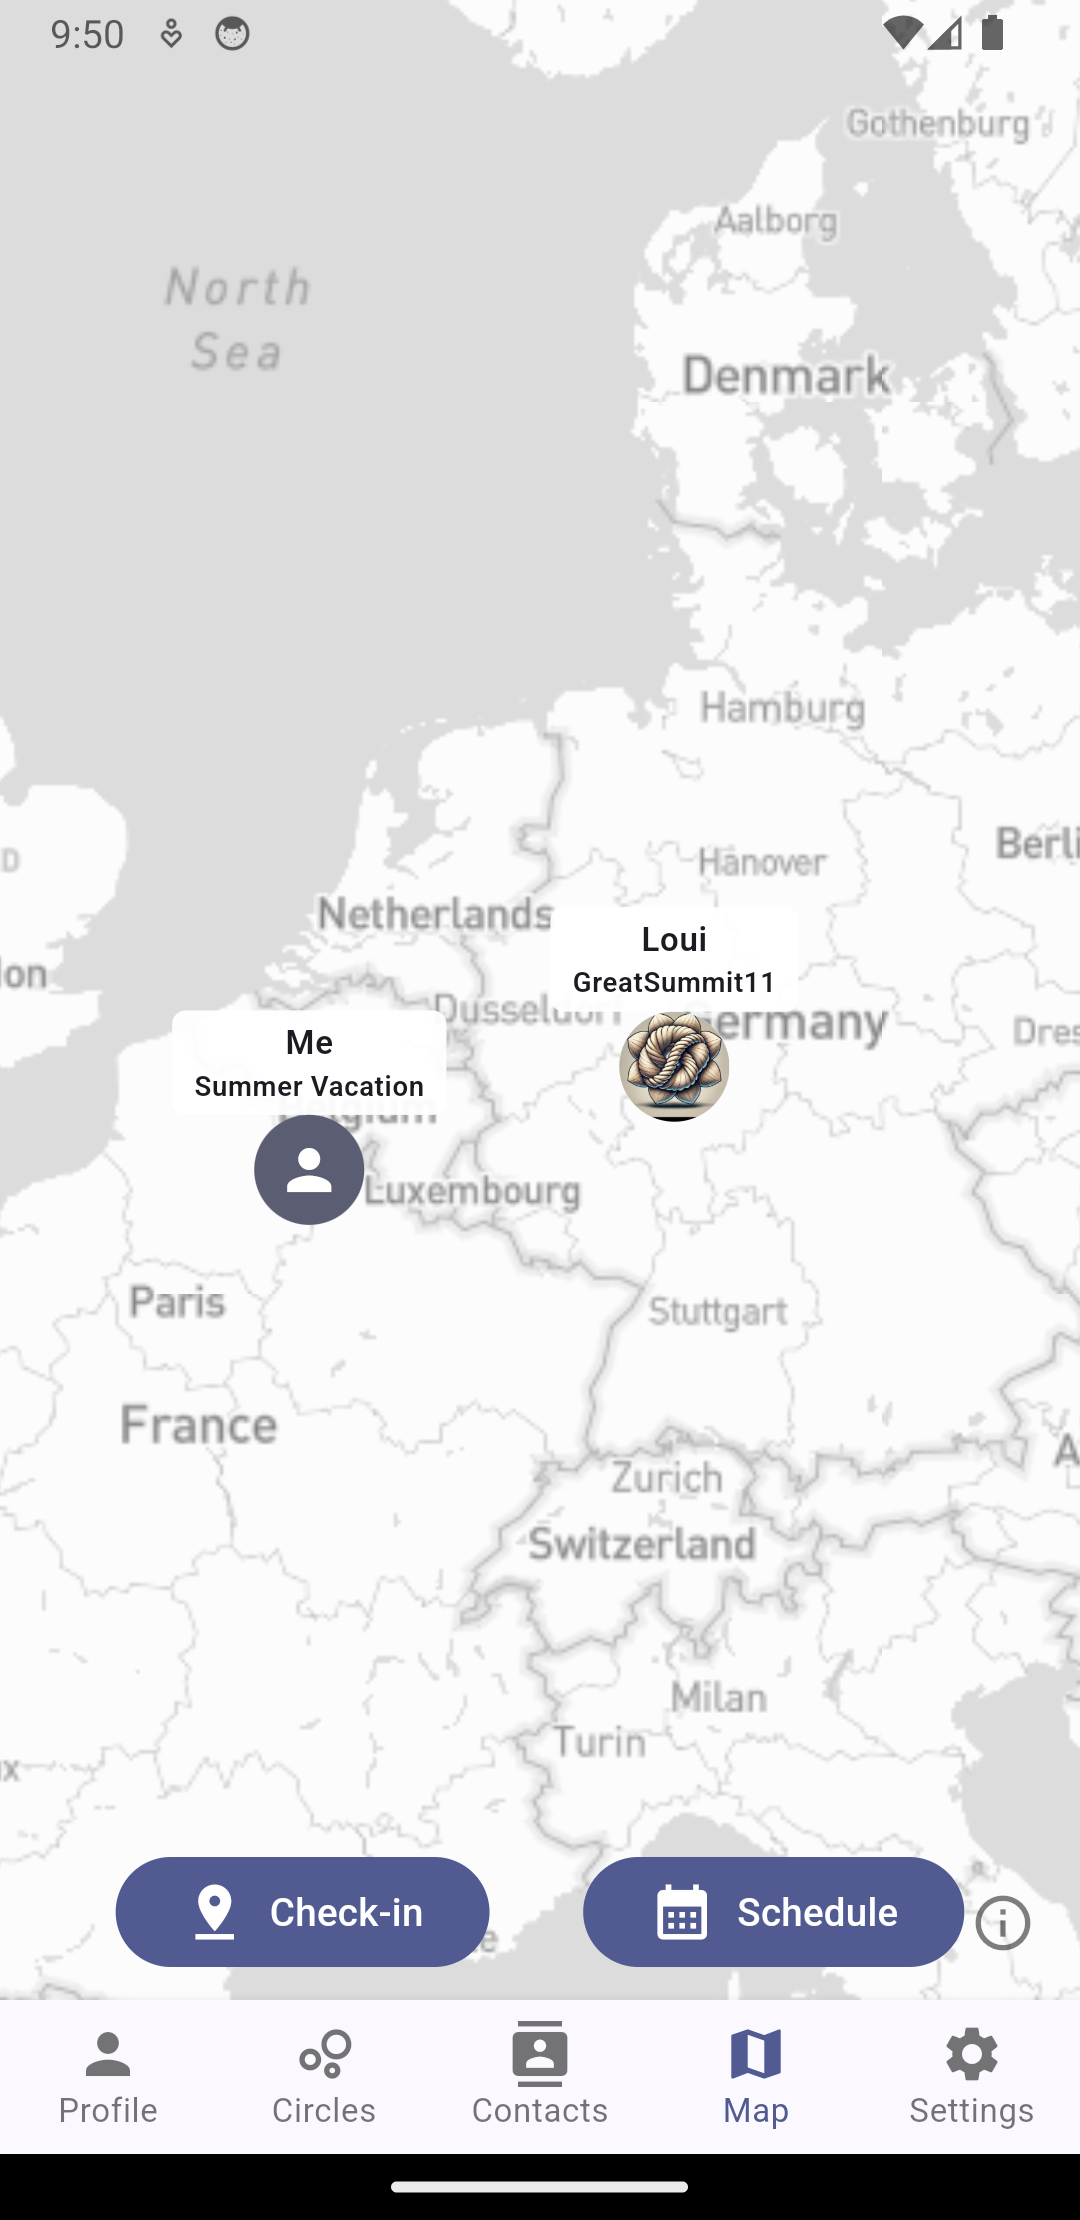 9:50
Gothenburg
Aalborg
North
Sea
Denmark
Hamburg
Berli
Hanover
Netherlands
Loui
GreatSummit11
Dusseldorf
Germany
Dres
Me
Summer Vacation
Belgium
Luxembourg
Paris
Stuttgart
France
Zurich
Switzerland
Milan
Turin
Check-in
Schedule
Profile
Circles
Contacts
Map
Settings